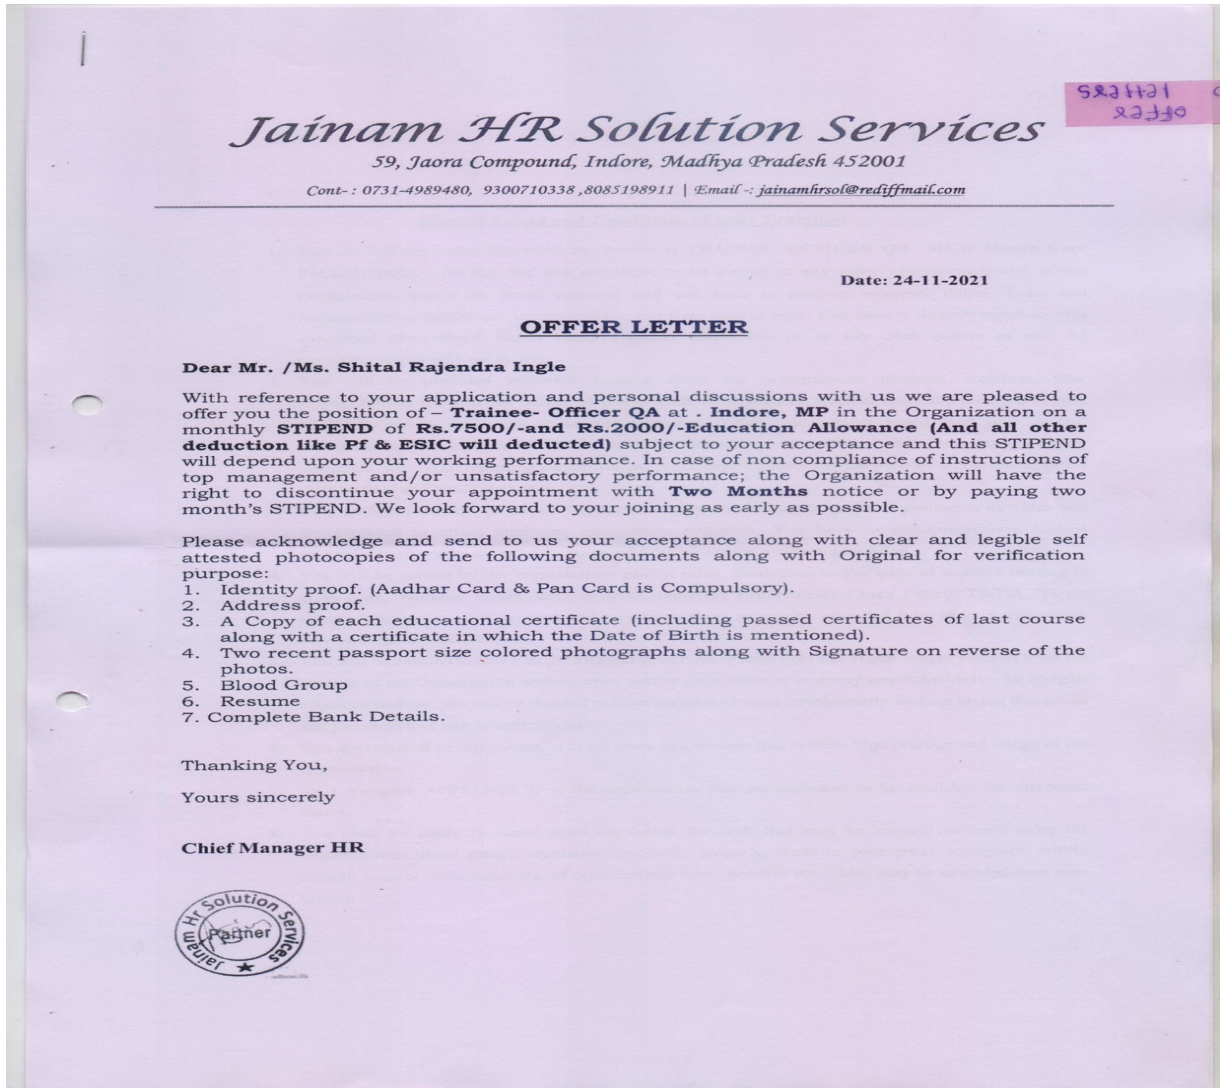 offer
letters
Jainam HR Solution Services
59, Jaora Compound, Indore, Madhya Pradesh 452001
Cont- : 0731-4989480, 9300710338 ,8085198911 | Email -: jainamhrsol@rediffmail.com
Date: 24-11-2021
OFFER LETTER
Dear Mr. /Ms. Shital Rajendra Ingle
With reference to your application and personal discussions with us we are pleased to
offer you the position of – Trainee- Officer QA at . Indore, MP in the Organization on a
monthly STIPEND of Rs.7500/-and Rs.2000/-Education Allowance (And all other
deduction like Pf & ESIC will deducted) subject to your acceptance and this STIPEND
will depend upon your working performance. In case of non compliance of instructions of
top management and/or unsatisfactory performance; the Organization will have the
right to discontinue your appointment with Two Months notice or by paying two
month's STIPEND. We look forward to your joining as early as possible.
Please acknowledge and send to us your acceptance along with clear and legible self
attested photocopies of the following documents along with Original for verification
purpose:
1. Identity proof. (Aadhar Card & Pan Card is Compulsory).
2. Address proof.
3. A Copy of each educational certificate (including passed certificates of last course
along with a certificate in which the Date of Birth is mentioned).
4. Two recent passport size colored photographs along with Signature on reverse of the
photos.
5. Blood Group
6. Resume
7. Complete Bank Details.
Thanking You,
Yours sincerely
Chief Manager HR
Jainam Hr Solution Services
Partner